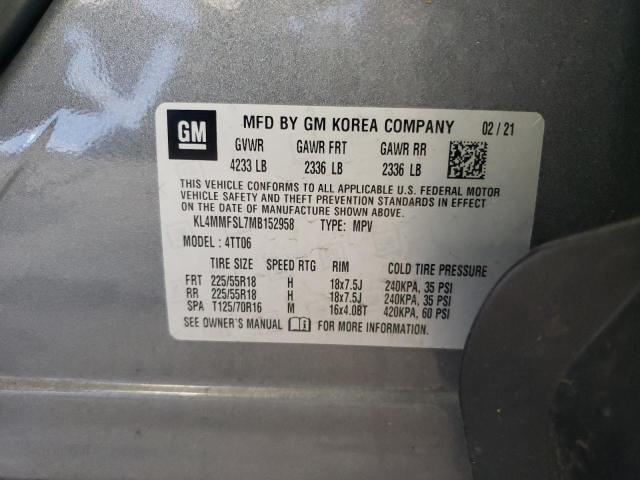 GM MFD BY GM KOREA COMPANY 02/21
GVWR GAWR FRT GAWR RR
4233 LB 2336 LB 2336 LB
THIS VEHICLE CONFORMS TO ALL APPLICABLE U.S. FEDERAL MOTOR
VEHICLE SAFETY AND THEFT PREVENTION STANDARDS IN EFFECT ON
THE DATE OF MANUFACTURE SHOWN ABOVE.
KL4MMFSL7MB152958 TYPE: MPV
MODEL: 4TT06
TIRE SIZE SPEED RTG RIM COLD TIRE PRESSURE
FRT 225/55R18 H 18x7.5J 240KPA, 35 PSI
RR 225/55R18 H 18x7.5J 240KPA, 35 PSI
SPA T125/70R16 M 16x4.0BT 420KPA, 60 PSI
SEE OWNER'S MANUAL FOR MORE INFORMATION.